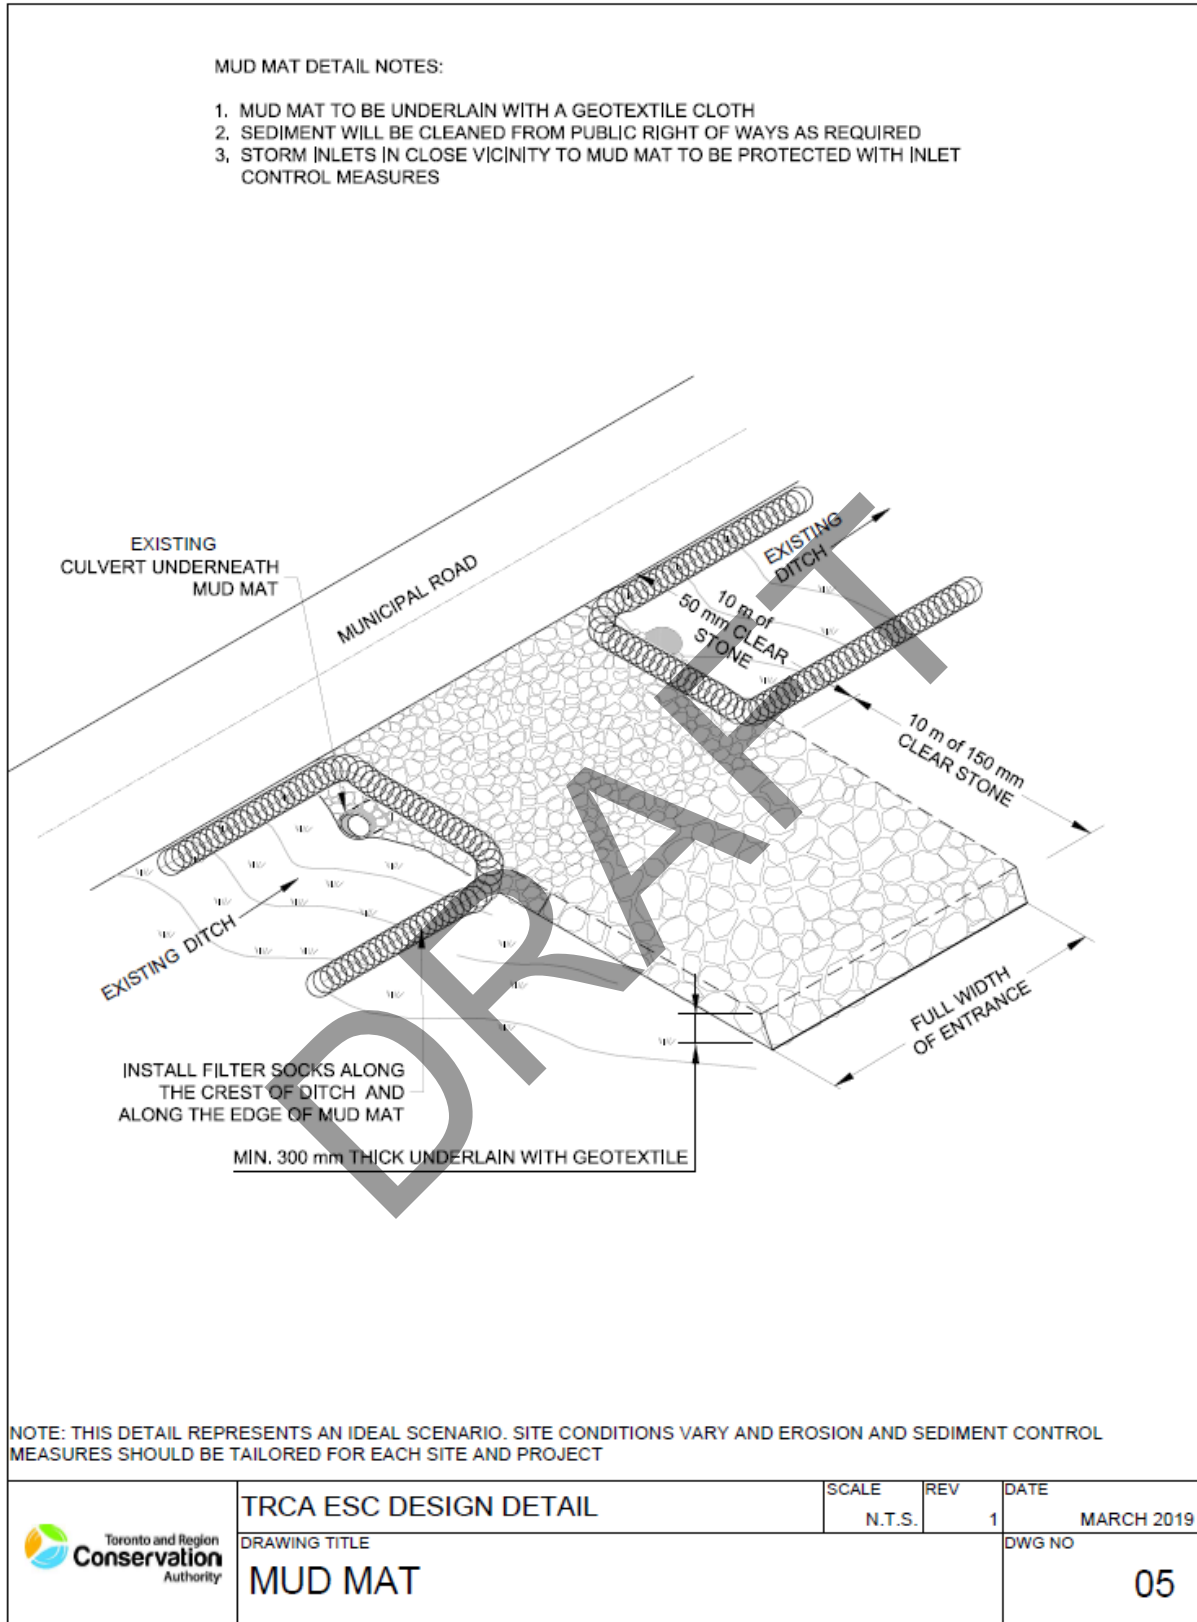 MUD MAT DETAIL NOTES:
1. MUD MAT TO BE UNDERLAIN WITH A GEOTEXTILE CLOTH
2. SEDIMENT WILL BE CLEANED FROM PUBLIC RIGHT OF WAYS AS REQUIRED
3. STORM INLETS IN CLOSE VICINITY TO MUD MAT TO BE PROTECTED WITH INLET
CONTROL MEASURES
EXISTING
CULVERT UNDERNEATH
MUD MAT
MUNICIPAL ROAD
EXISTING
DITCH
10 m of
50 mm CLEAR
STONE
10 m of 150 mm
CLEAR STONE
EXISTING DITCH
FULL WIDTH
OF ENTRANCE
INSTALL FILTER SOCKS ALONG
THE CREST OF DITCH AND
ALONG THE EDGE OF MUD MAT
MIN. 300 mm THICK UNDERLAIN WITH GEOTEXTILE
DRAFT
NOTE: THIS DETAIL REPRESENTS AN IDEAL SCENARIO. SITE CONDITIONS VARY AND EROSION AND SEDIMENT CONTROL
MEASURES SHOULD BE TAILORED FOR EACH SITE AND PROJECT
Toronto and Region
Conservation
Authority
TRCA ESC DESIGN DETAIL
SCALE
N.T.S.
REV
1
DATE
MARCH 2019
DRAWING TITLE
MUD MAT
DWG NO
05